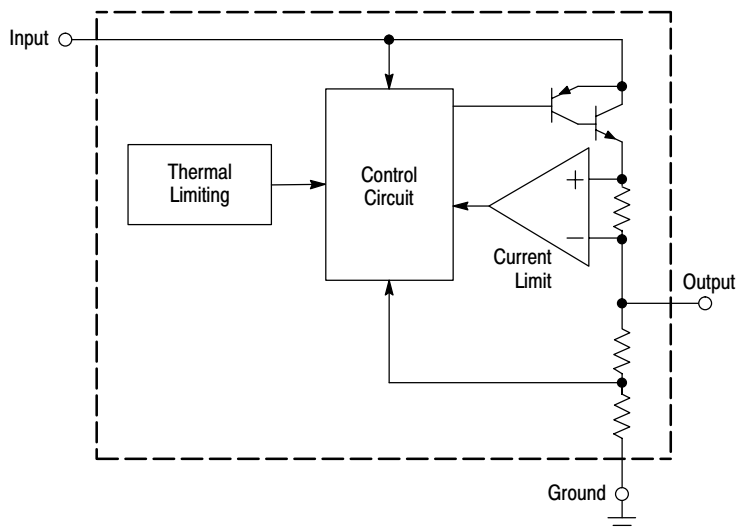 Input
Thermal
Limiting
Control
Circuit
+
−
Current
Limit
Output
Ground